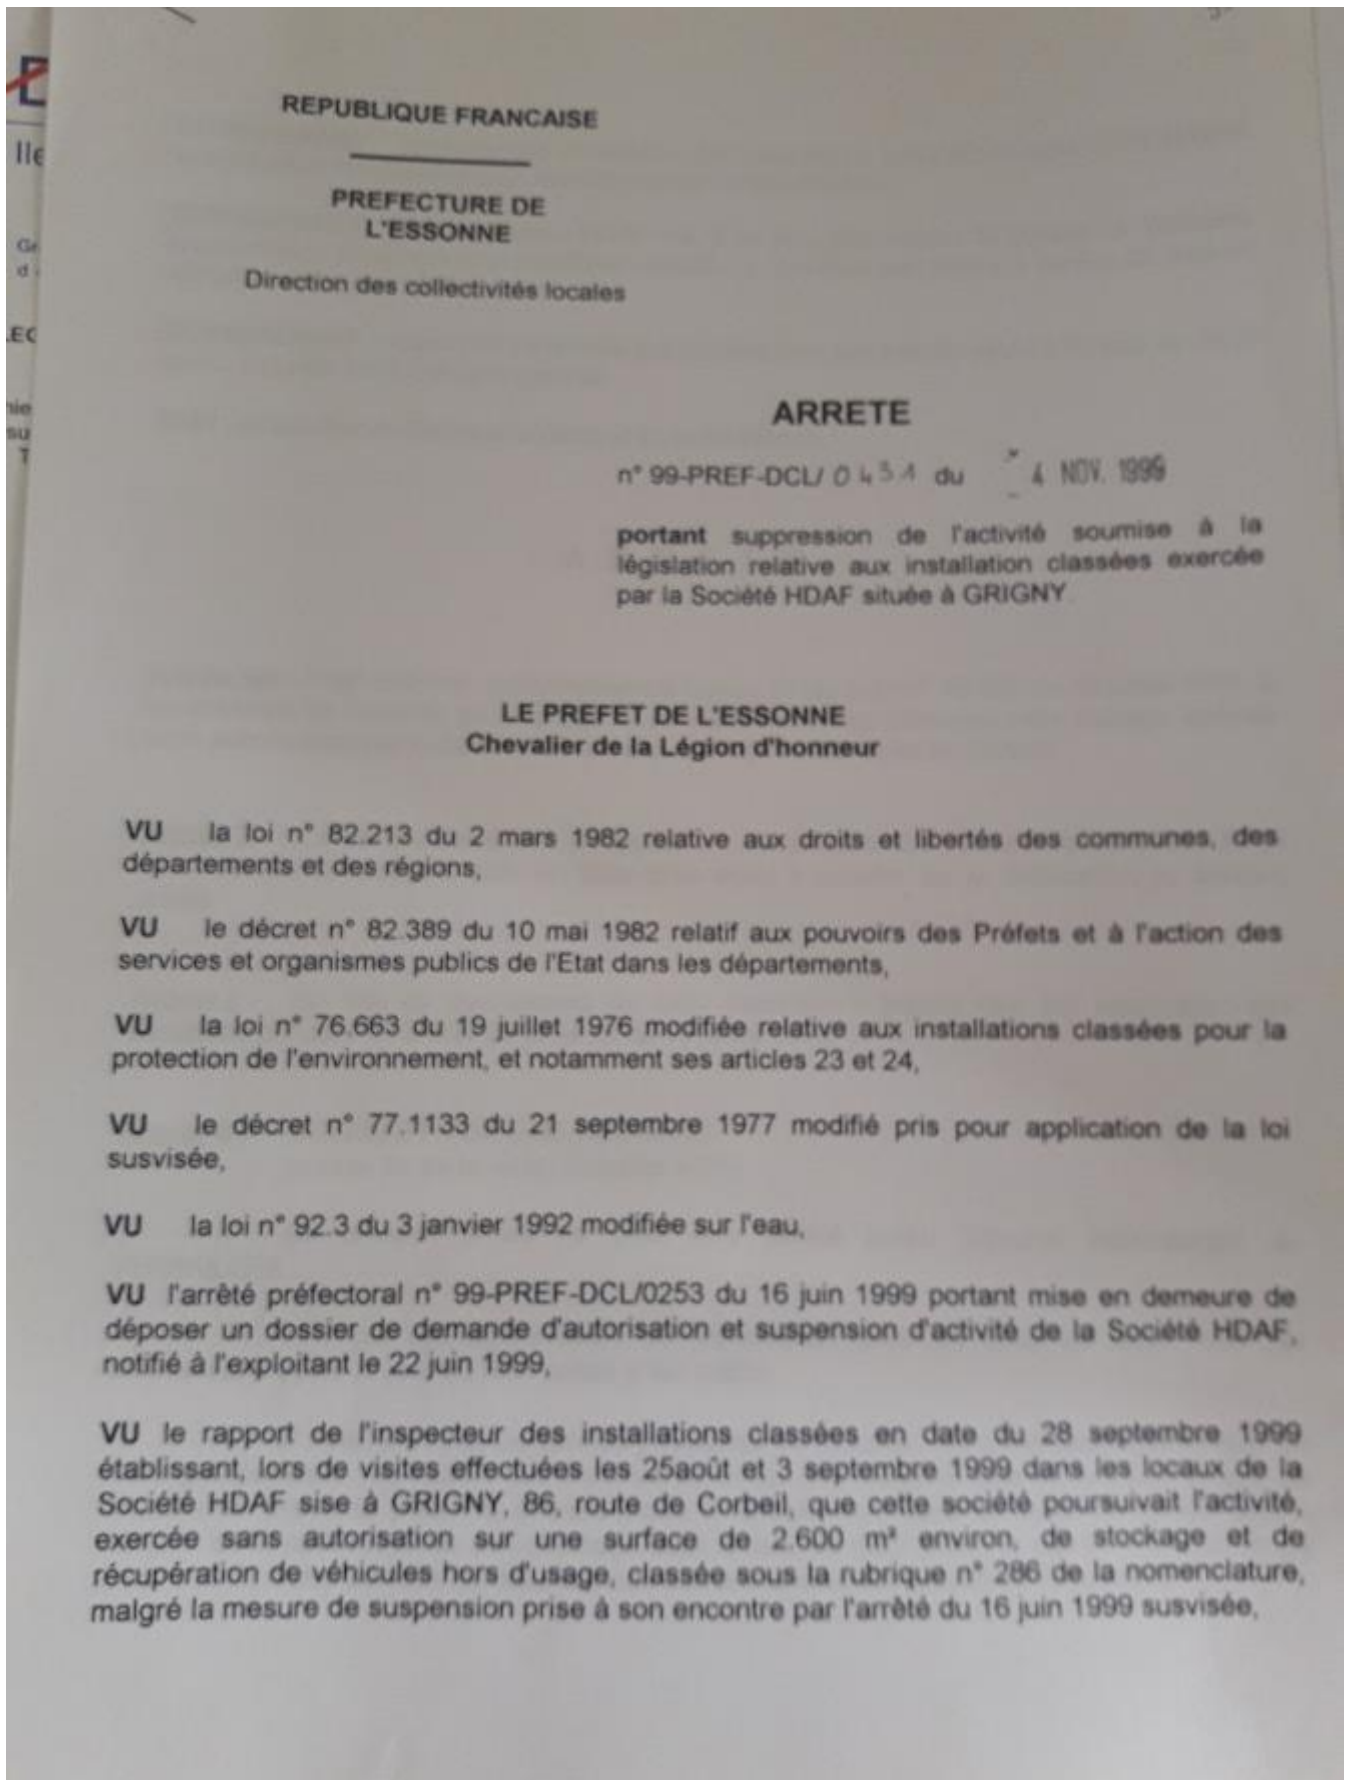 REPUBLIQUE FRANCAISE
PREFECTURE DE
L'ESSONNE
Direction des collectivités locales
ARRETE
n° 99-PREF-DCL/ 0451 du 4 NOV. 1999
portant suppression de l'activité soumise à la
législation relative aux installation classées exercée
par la Société HDAF située à GRIGNY
LE PREFET DE L'ESSONNE
Chevalier de la Légion d'honneur
VU la loi n° 82.213 du 2 mars 1982 relative aux droits et libertés des communes, des
départements et des régions,
VU le décret n° 82.389 du 10 mai 1982 relatif aux pouvoirs des Préfets et à l'action des
services et organismes publics de l'Etat dans les départements,
VU la loi n° 76.663 du 19 juillet 1976 modifiée relative aux installations classées pour la
protection de l'environnement, et notamment ses articles 23 et 24,
VU le décret n° 77.1133 du 21 septembre 1977 modifié pris pour application de la loi
susvisée,
VU la loi n° 92.3 du 3 janvier 1992 modifiée sur l'eau,
VU l'arrêté préfectoral n° 99-PREF-DCL/0253 du 16 juin 1999 portant mise en demeure de
déposer un dossier de demande d'autorisation et suspension d'activité de la Société HDAF,
notifié à l'exploitant le 22 juin 1999,
VU le rapport de l'inspecteur des installations classées en date du 28 septembre 1999
établissant, lors de visites effectuées les 25août et 3 septembre 1999 dans les locaux de la
Société HDAF sise à GRIGNY, 86, route de Corbeil, que cette société poursuivait l'activité,
exercée sans autorisation sur une surface de 2.600 m² environ, de stockage et de
récupération de véhicules hors d'usage, classée sous la rubrique n° 286 de la nomenclature,
malgré la mesure de suspension prise à son encontre par l'arrêté du 16 juin 1999 susvisée,